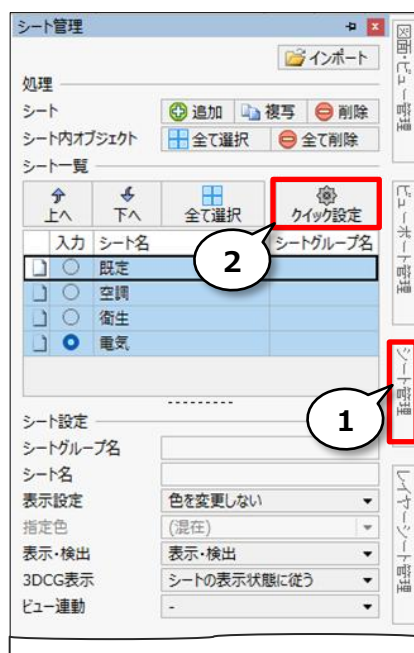 シート管理
インポート
処理
シート 追加 複写 削除
シート内オブジェクト 全て選択 全て削除
シート一覧
上へ 下へ 全て選択 クイック設定
入力 シート名 シートグループ名
既定
空調
衛生
電気
2
1
シート設定
シートグループ名
シート名
表示設定 色を変更しない
指定色 (混在)
表示・検出 表示・検出
3DCG表示 シートの表示状態に従う
ビュー連動 -
図面・ビュー管理
ビューポート管理
シート管理
レイヤーシート管理